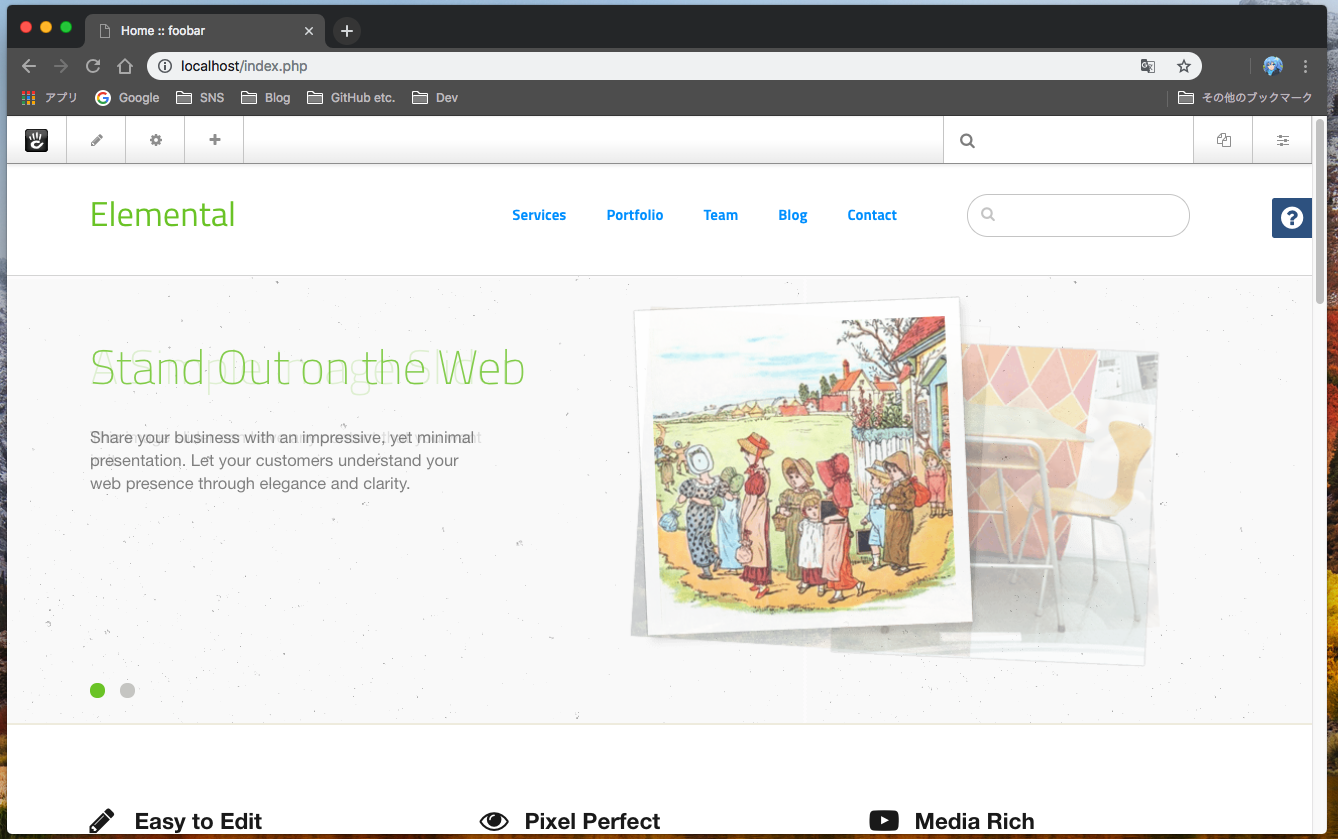 Home :: foobar
localhost/index.php
アプリ Google SNS Blog GitHub etc. Dev その他のブックマーク
Elemental
Services Portfolio Team Blog Contact
Stand Out on the Web
Share your business with an impressive, yet minimal
presentation. Let your customers understand your
web presence through elegance and clarity.
Easy to Edit Pixel Perfect Media Rich